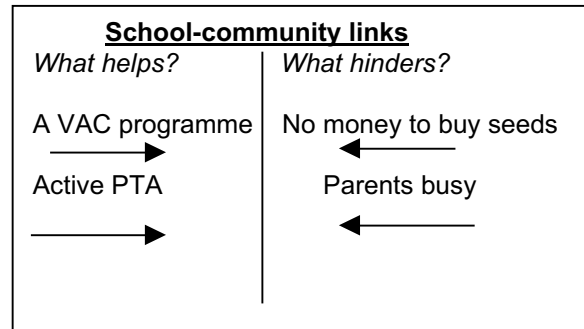 School-community links
What helps? What hinders?
A VAC programme No money to buy seeds
Active PTA Parents busy